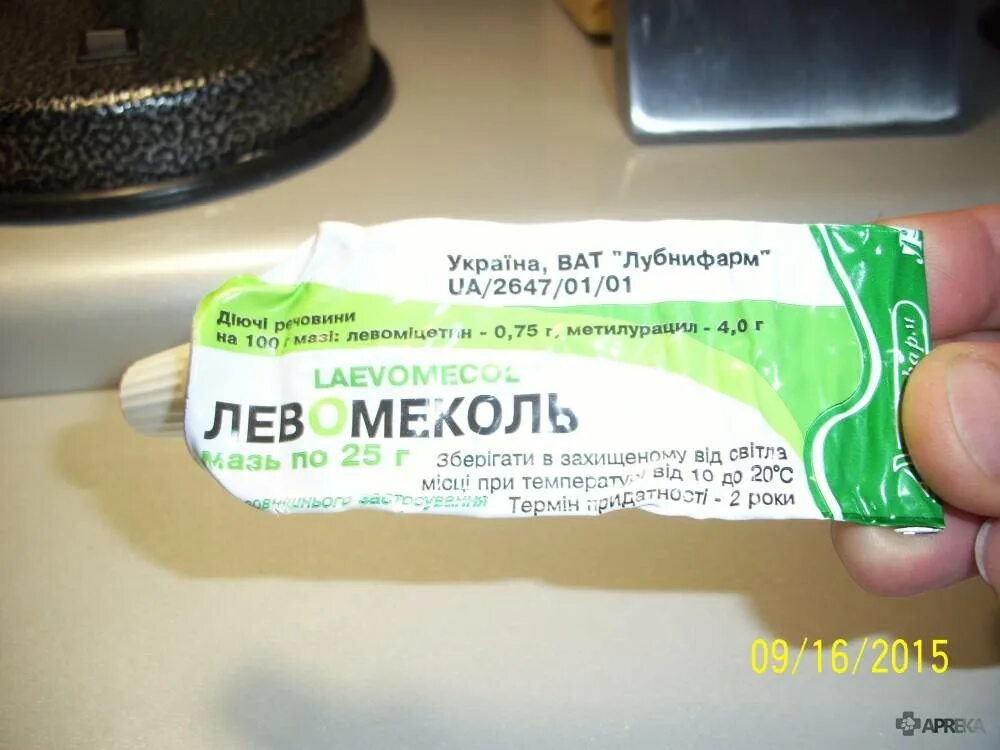 Україна, ВАТ "Лубнифарм"
UA/2647/01/01
Діючі речовини
на 100 г мазі: левоміцетин - 0,75 г, метилурацил - 4,0 г
LAEVOMECOL
ЛЕВОМЕКОЛЬ
мазь по 25 г
Зберігати в захищеному від світла
місці при температурі від 10 до 20°C
застосування
Термін придатності - 2 роки
09/16/2015
APREKA